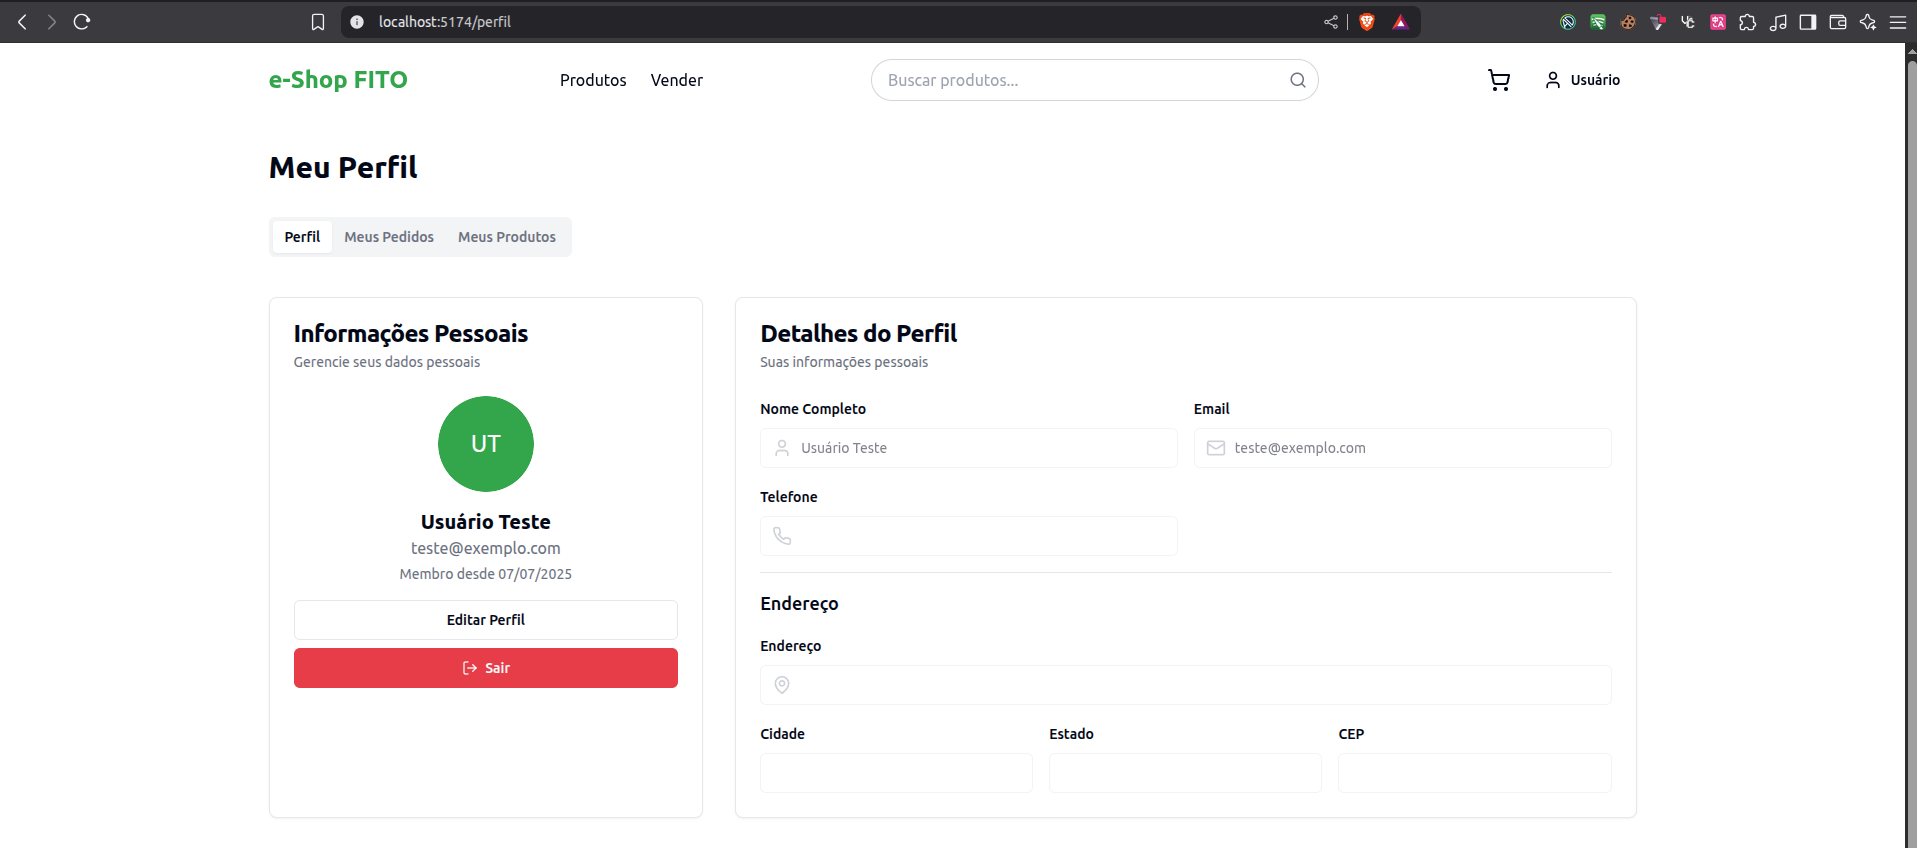 localhost:5174/perfil
e-Shop FITO
Produtos
Vender
Buscar produtos...
Usuário
Meu Perfil
Perfil
Meus Pedidos
Meus Produtos
Informações Pessoais
Gerencie seus dados pessoais
UT
Usuário Teste
teste@exemplo.com
Membro desde 07/07/2025
Editar Perfil
Sair
Detalhes do Perfil
Suas informações pessoais
Nome Completo
Usuário Teste
Email
teste@exemplo.com
Telefone
Endereço
Endereço
Cidade
Estado
CEP